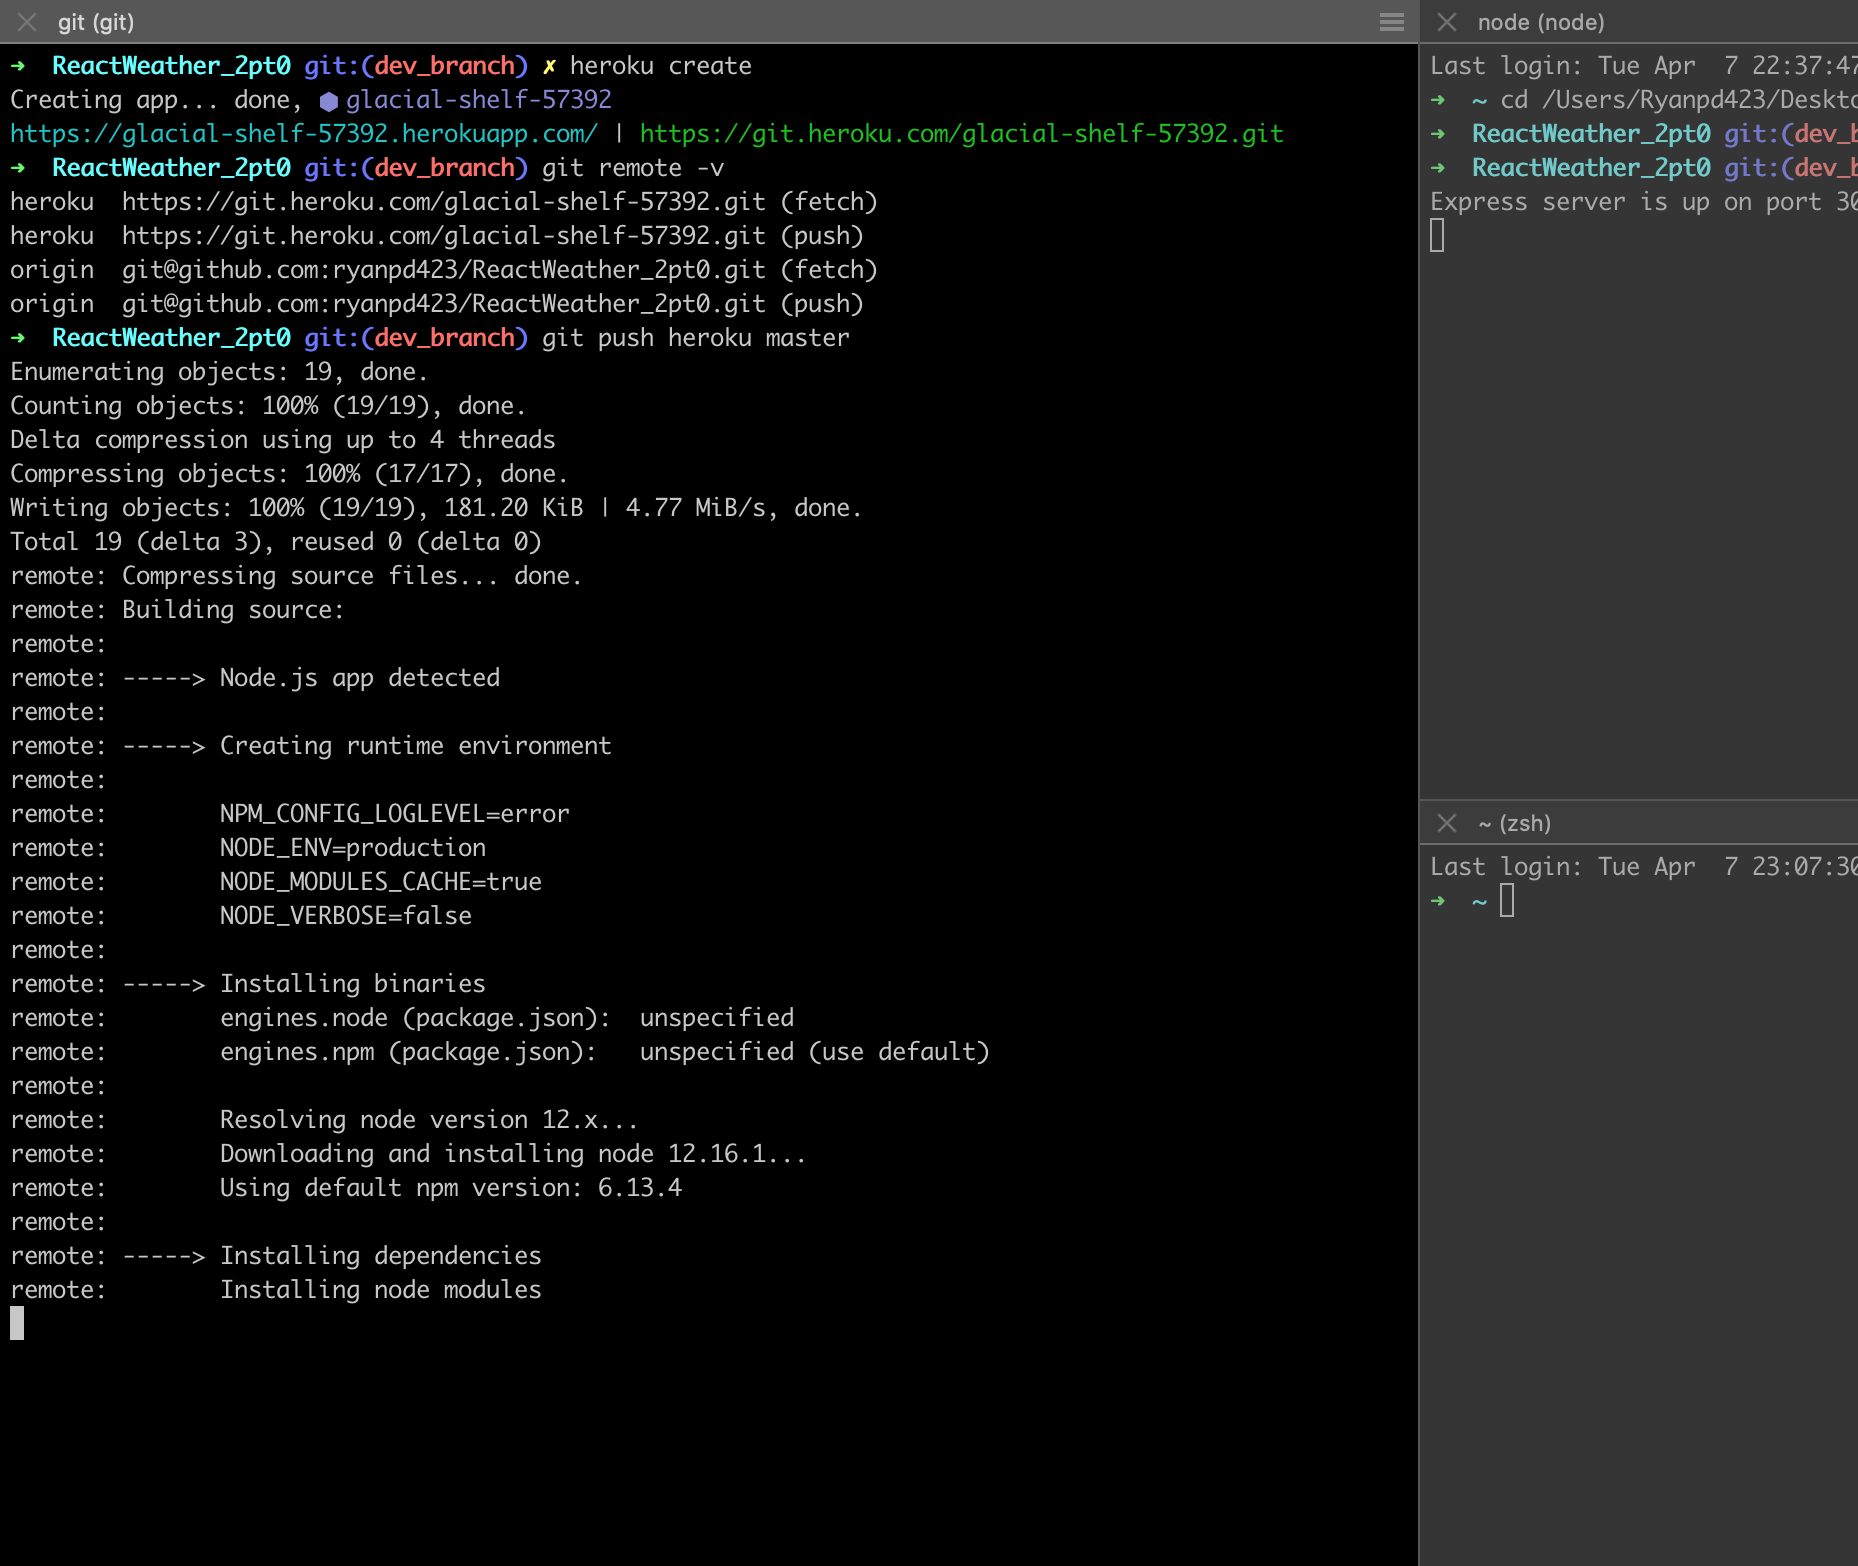 git (git)
➜  ReactWeather_2pt0 git:(dev_branch) ✗ heroku create
Creating app... done, ⬢ glacial-shelf-57392
https://glacial-shelf-57392.herokuapp.com/ | https://git.heroku.com/glacial-shelf-57392.git
➜  ReactWeather_2pt0 git:(dev_branch) git remote -v
heroku  https://git.heroku.com/glacial-shelf-57392.git (fetch)
heroku  https://git.heroku.com/glacial-shelf-57392.git (push)
origin  git@github.com:ryanpd423/ReactWeather_2pt0.git (fetch)
origin  git@github.com:ryanpd423/ReactWeather_2pt0.git (push)
➜  ReactWeather_2pt0 git:(dev_branch) git push heroku master
Enumerating objects: 19, done.
Counting objects: 100% (19/19), done.
Delta compression using up to 4 threads
Compressing objects: 100% (17/17), done.
Writing objects: 100% (19/19), 181.20 KiB | 4.77 MiB/s, done.
Total 19 (delta 3), reused 0 (delta 0)
remote: Compressing source files... done.
remote: Building source:
remote:
remote: -----> Node.js app detected
remote:
remote: -----> Creating runtime environment
remote:
remote:        NPM_CONFIG_LOGLEVEL=error
remote:        NODE_ENV=production
remote:        NODE_MODULES_CACHE=true
remote:        NODE_VERBOSE=false
remote:
remote: -----> Installing binaries
remote:        engines.node (package.json):  unspecified
remote:        engines.npm (package.json):   unspecified (use default)
remote:
remote:        Resolving node version 12.x...
remote:        Downloading and installing node 12.16.1...
remote:        Using default npm version: 6.13.4
remote:
remote: -----> Installing dependencies
remote:        Installing node modules
node (node)
Last login: Tue Apr  7 22:37:47
➜  ~ cd /Users/Ryanpd423/Deskto
➜  ReactWeather_2pt0 git:(dev_b
➜  ReactWeather_2pt0 git:(dev_b
Express server is up on port 30
~ (zsh)
Last login: Tue Apr  7 23:07:30
➜  ~